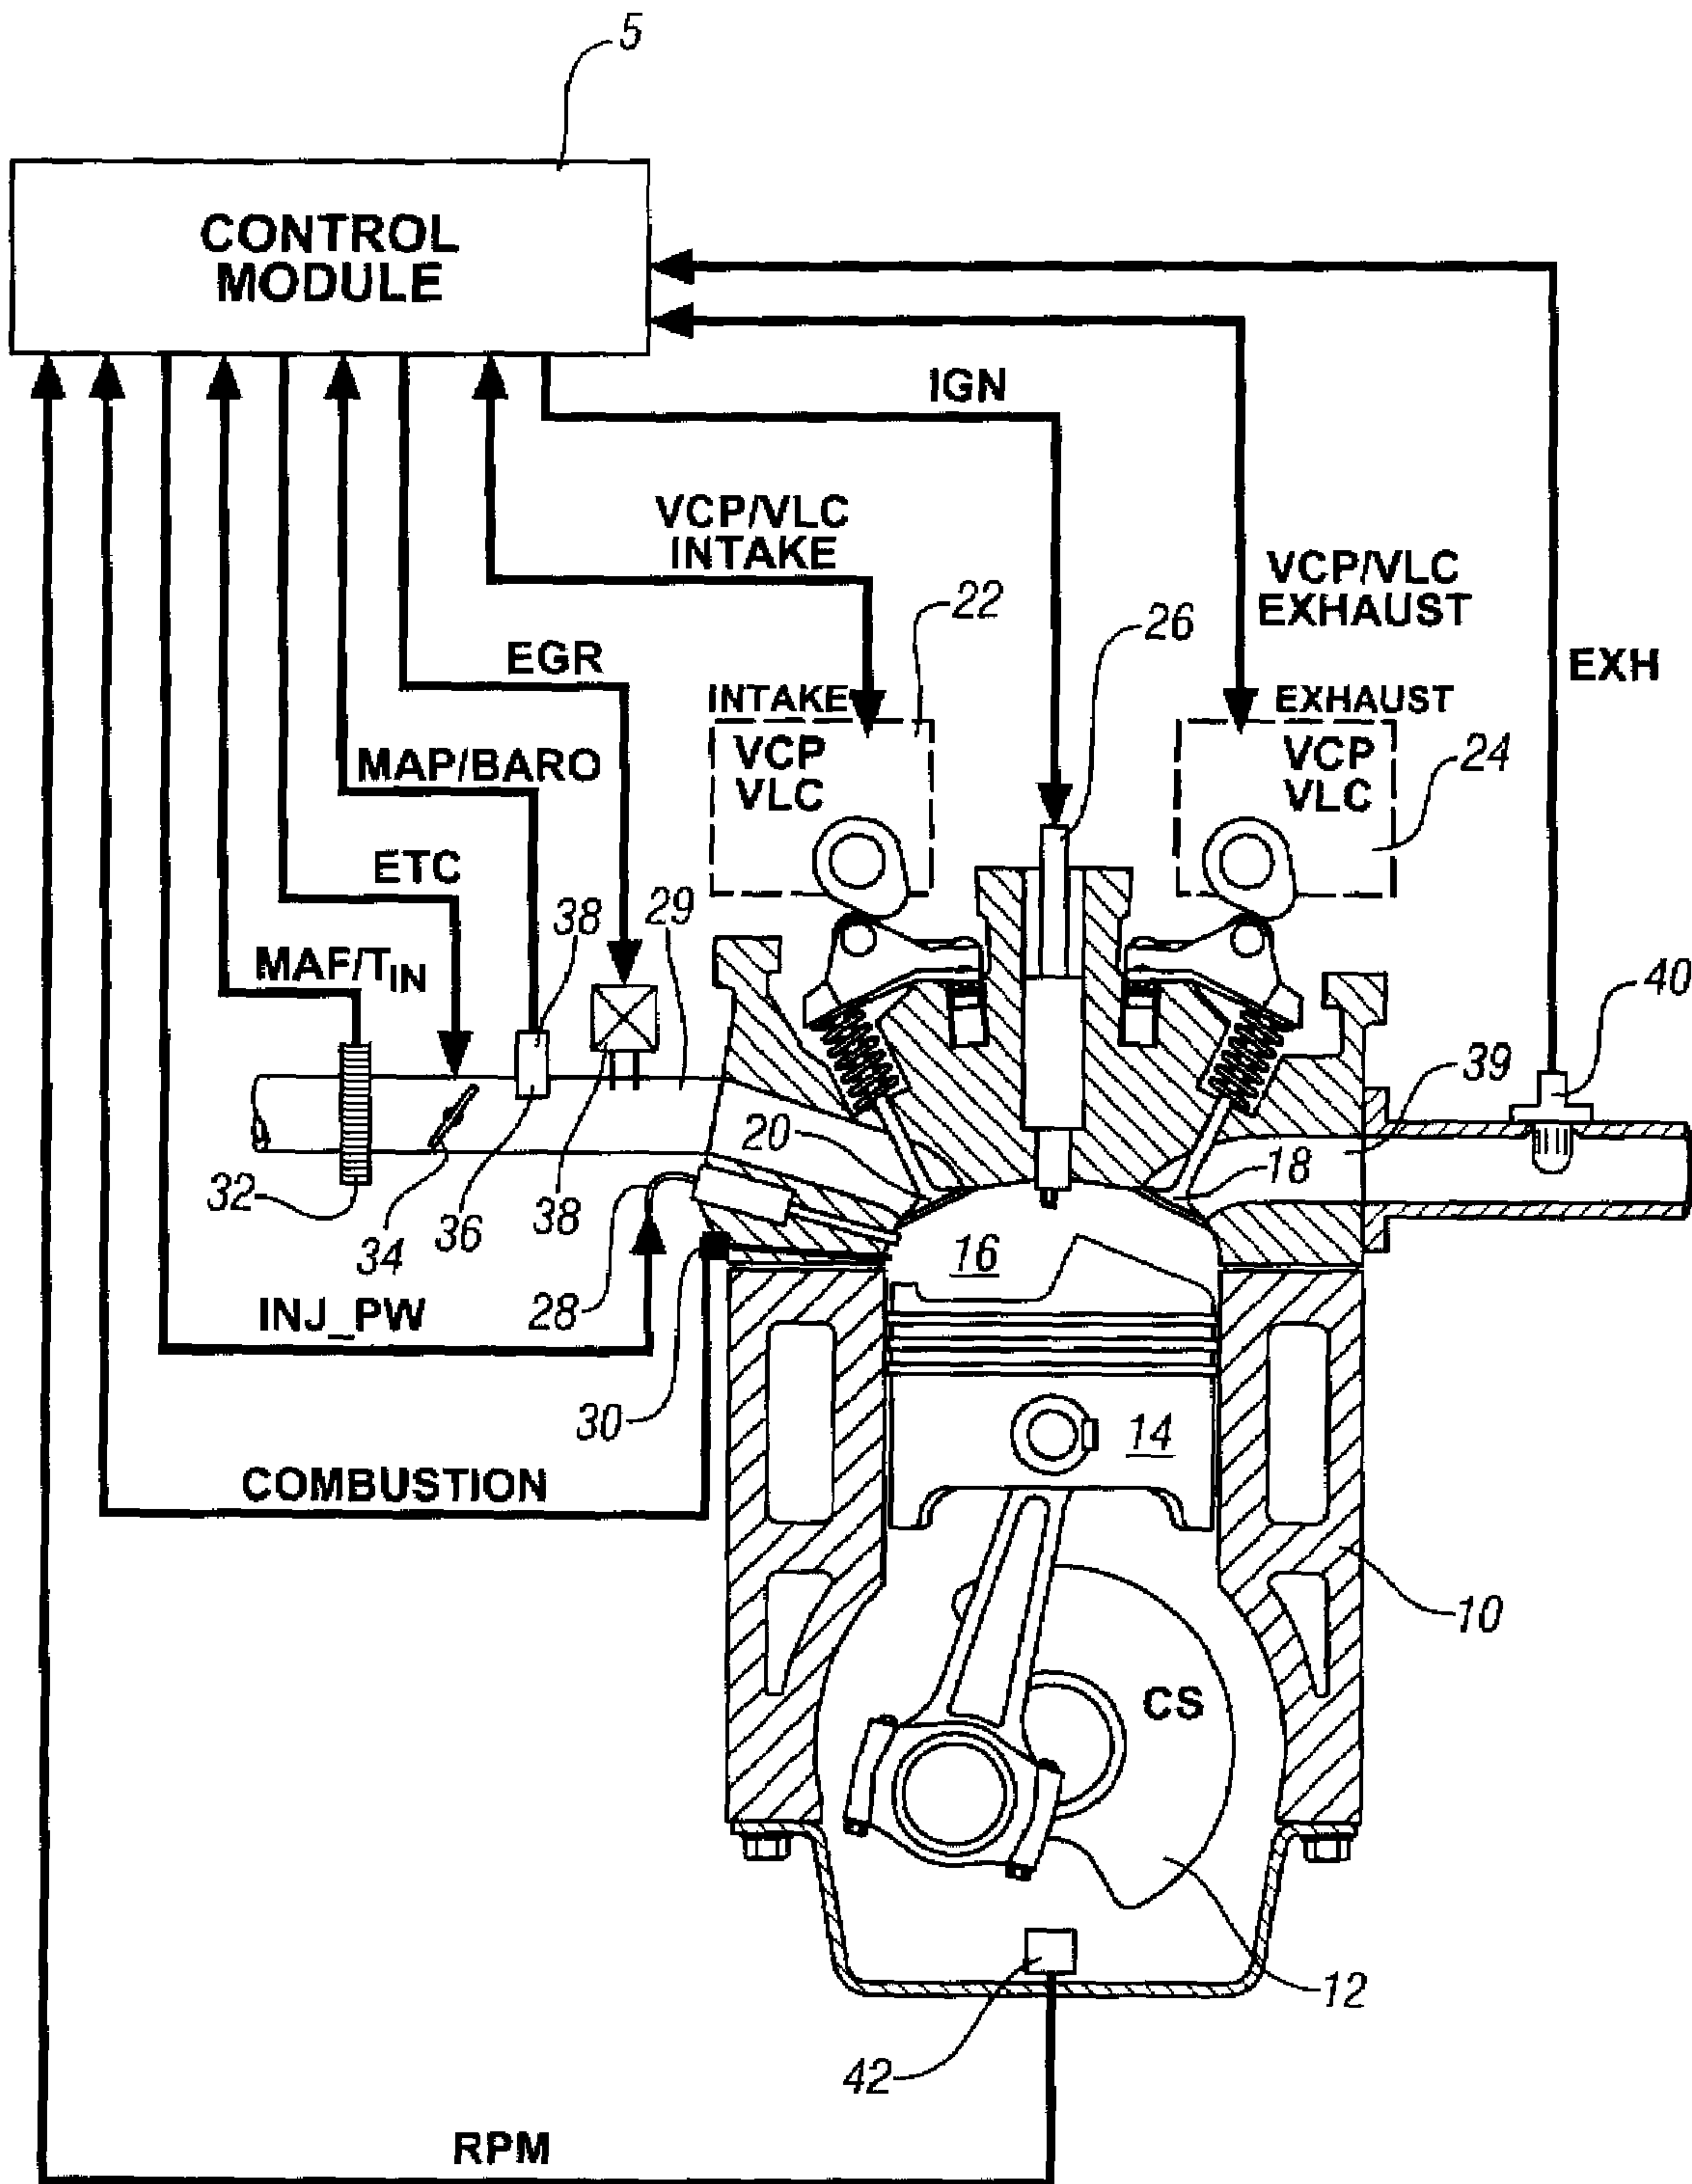 5
CONTROL
MODULE
IGN
VCP/VLC
INTAKE
VCP/VLC
EXHAUST
22
26
EGR
EXH
INTAKE
EXHAUST
VCP
VLC
VCP
VLC
24
MAP/BARO
ETC
38
29
MAF/TIN
40
39
20
18
32
34
36
38
28
16
INJ_PW
30
14
COMBUSTION
10
CS
12
42
RPM